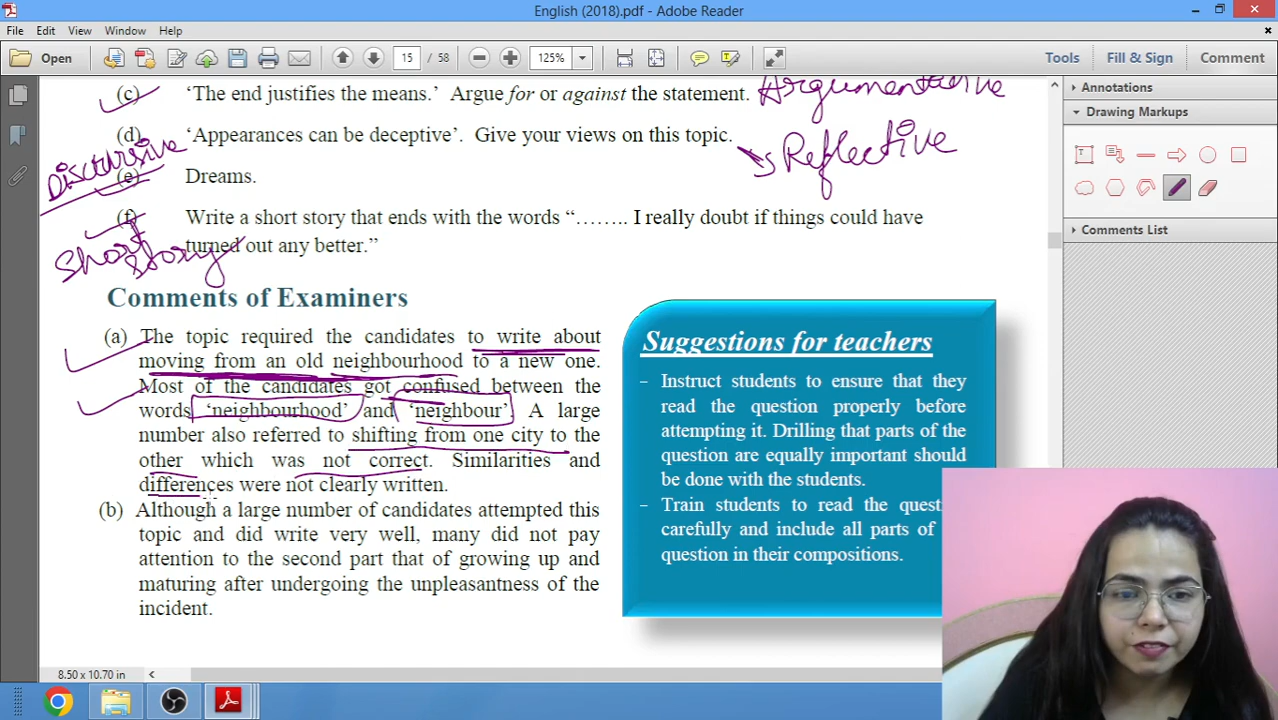 English (2018).pdf - Adobe Reader
File Edit View Window Help
Open 15 / 58 125% Tools Fill & Sign Comment
(c) ‘The end justifies the means.’ Argue for or against the statement. Argumentative
(d) ‘Appearances can be deceptive’. Give your views on this topic.
Reflective
Discursive
(e) Dreams.
(f) Write a short story that ends with the words “…….. I really doubt if things could have
turned out any better.”
Short
Story
Comments of Examiners
(a) The topic required the candidates to write about
moving from an old neighbourhood to a new one.
Most of the candidates got confused between the
words ‘neighbourhood’ and ‘neighbour’. A large
number also referred to shifting from one city to the
other which was not correct. Similarities and
differences were not clearly written.
(b) Although a large number of candidates attempted this
topic and did write very well, many did not pay
attention to the second part that of growing up and
maturing after undergoing the unpleasantness of the
incident.
Suggestions for teachers
- Instruct students to ensure that they
read the question properly before
attempting it. Drilling that parts of the
question are equally important should
be done with the students.
- Train students to read the questi
carefully and include all parts of
question in their compositions.
Annotations
Drawing Markups
Comments List
8.50 x 10.70 in